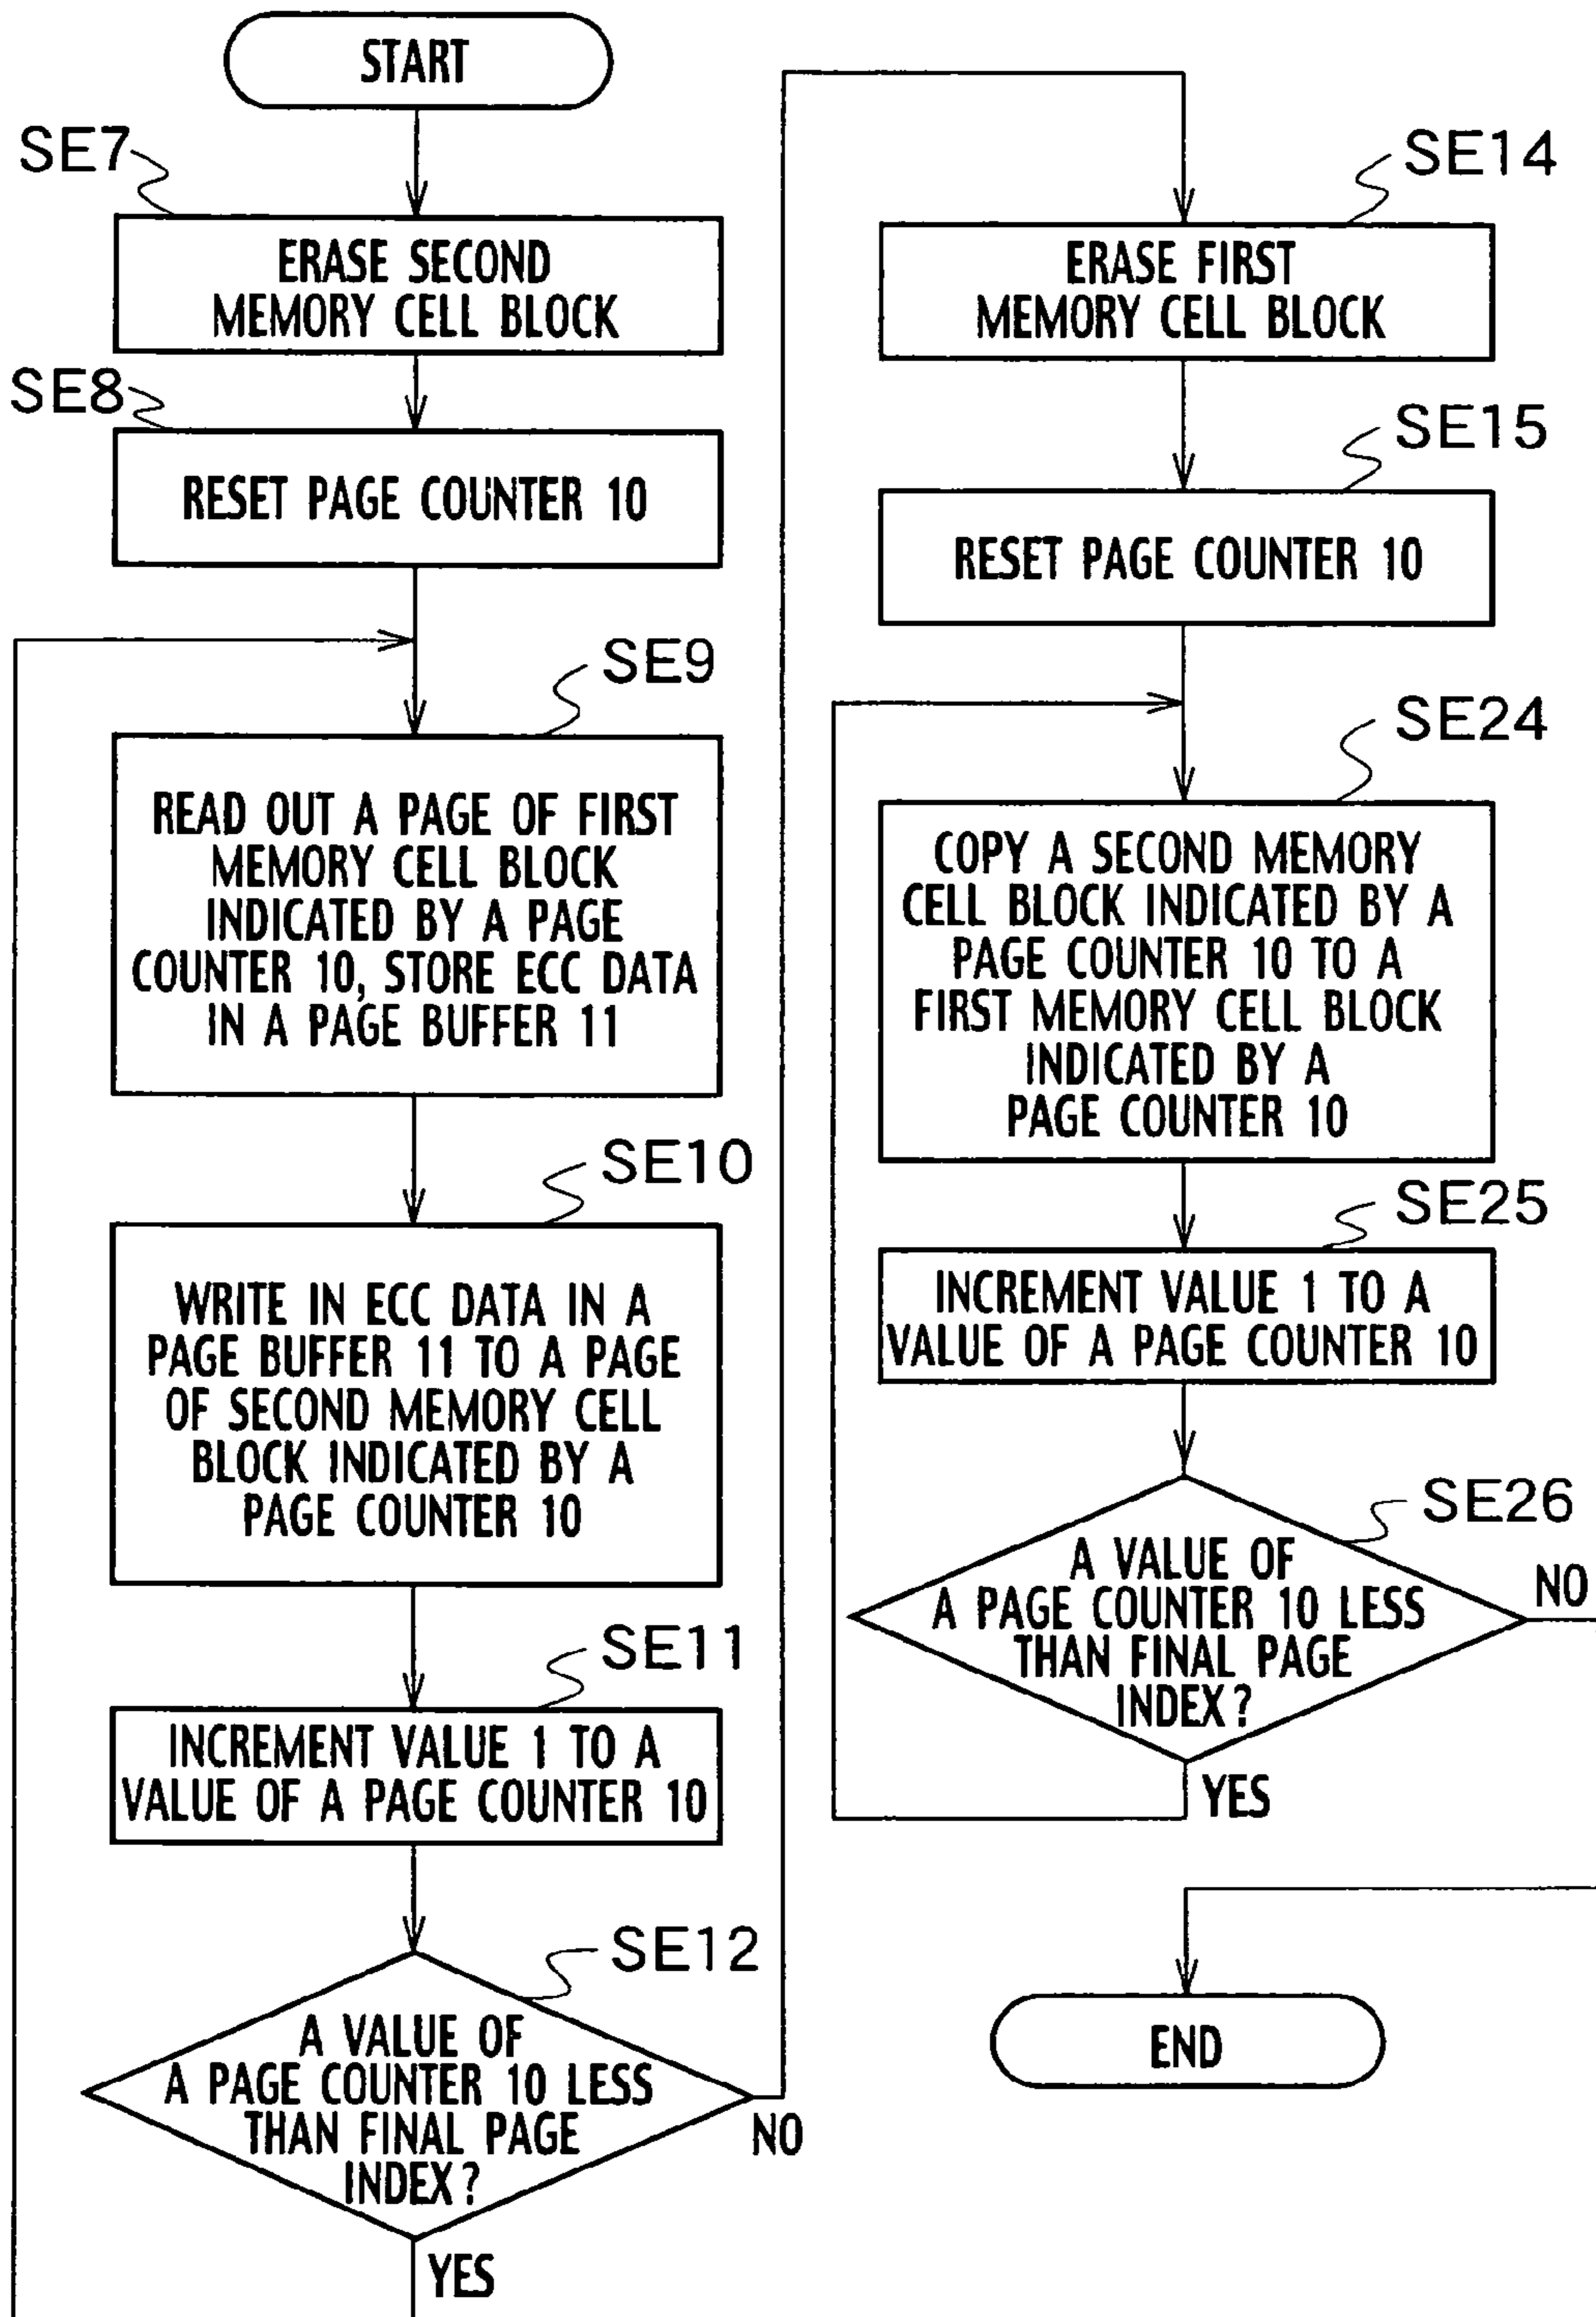 START
SE7
ERASE SECOND
MEMORY CELL BLOCK
SE8
RESET PAGE COUNTER 10
SE9
READ OUT A PAGE OF FIRST
MEMORY CELL BLOCK
INDICATED BY A PAGE
COUNTER 10, STORE ECC DATA
IN A PAGE BUFFER 11
SE10
WRITE IN ECC DATA IN A
PAGE BUFFER 11 TO A PAGE
OF SECOND MEMORY CELL
BLOCK INDICATED BY A
PAGE COUNTER 10
SE11
INCREMENT VALUE 1 TO A
VALUE OF A PAGE COUNTER 10
SE12
A VALUE OF
A PAGE COUNTER 10 LESS
THAN FINAL PAGE
INDEX?
NO
YES
SE14
ERASE FIRST
MEMORY CELL BLOCK
SE15
RESET PAGE COUNTER 10
SE24
COPY A SECOND MEMORY
CELL BLOCK INDICATED BY A
PAGE COUNTER 10 TO A
FIRST MEMORY CELL BLOCK
INDICATED BY A
PAGE COUNTER 10
SE25
INCREMENT VALUE 1 TO A
VALUE OF A PAGE COUNTER 10
SE26
A VALUE OF
A PAGE COUNTER 10 LESS
THAN FINAL PAGE
INDEX?
NO
YES
END